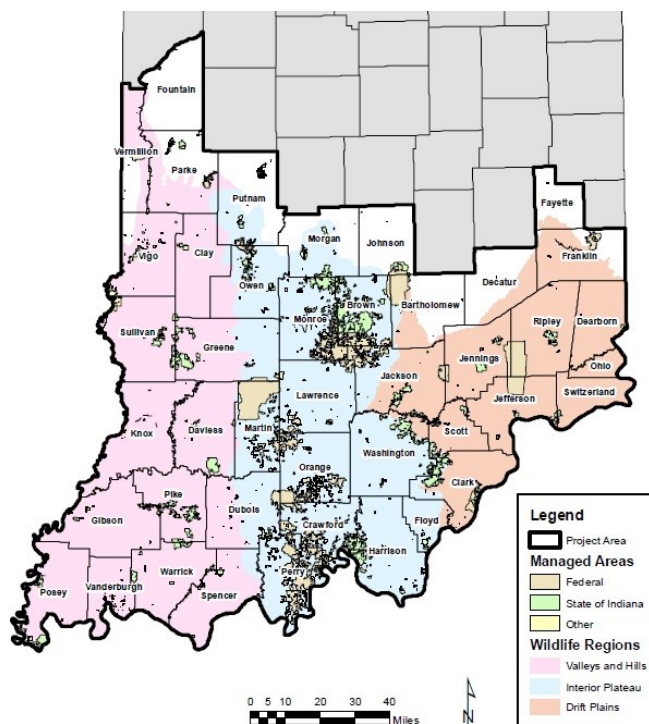 Fountain
Vermillion
Parke
Putnam
Fayette
Morgan
Johnson
Franklin
Vigo
Clay
Owen
Decatur
Bartholomew
Monroe
Brown
Ripley
Dearborn
Sullivan
Greene
Jennings
Jackson
Ohio
Lawrence
Jefferson
Switzerland
Knox
Daviess
Martin
Scott
Washington
Orange
Clark
Pike
Dubois
Gibson
Crawford
Floyd
Harrison
Perry
Warrick
Vanderburgh
Posey
Spencer
Legend
Project Area
Managed Areas
Federal
State of Indiana
Other
Wildlife Regions
Valleys and Hills
Interior Plateau
Drift Plains
0 5 10 20 30 40
Miles